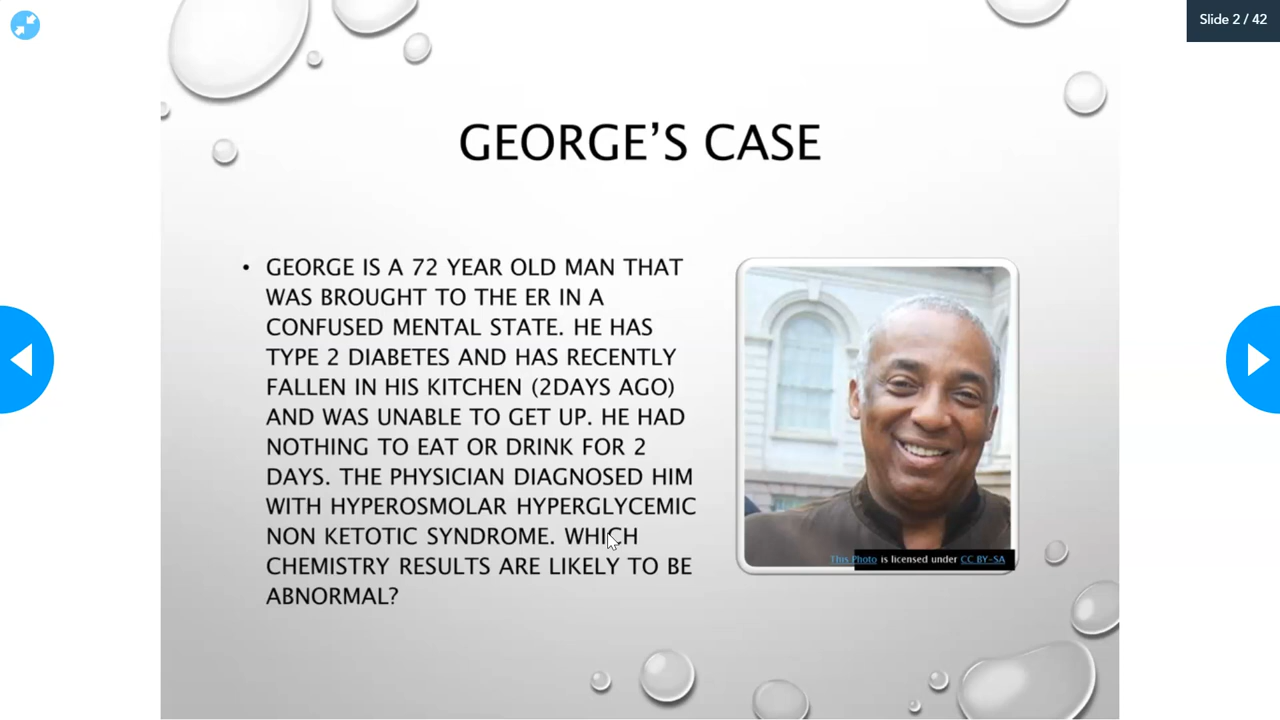 Slide 2 / 42
GEORGE'S CASE
• GEORGE IS A 72 YEAR OLD MAN THAT
WAS BROUGHT TO THE ER IN A
CONFUSED MENTAL STATE. HE HAS
TYPE 2 DIABETES AND HAS RECENTLY
FALLEN IN HIS KITCHEN (2DAYS AGO)
AND WAS UNABLE TO GET UP. HE HAD
NOTHING TO EAT OR DRINK FOR 2
DAYS. THE PHYSICIAN DIAGNOSED HIM
WITH HYPEROSMOLAR HYPERGLYCEMIC
NON KETOTIC SYNDROME. WHICH
CHEMISTRY RESULTS ARE LIKELY TO BE
ABNORMAL?
This Photo is licensed under CC BY-SA